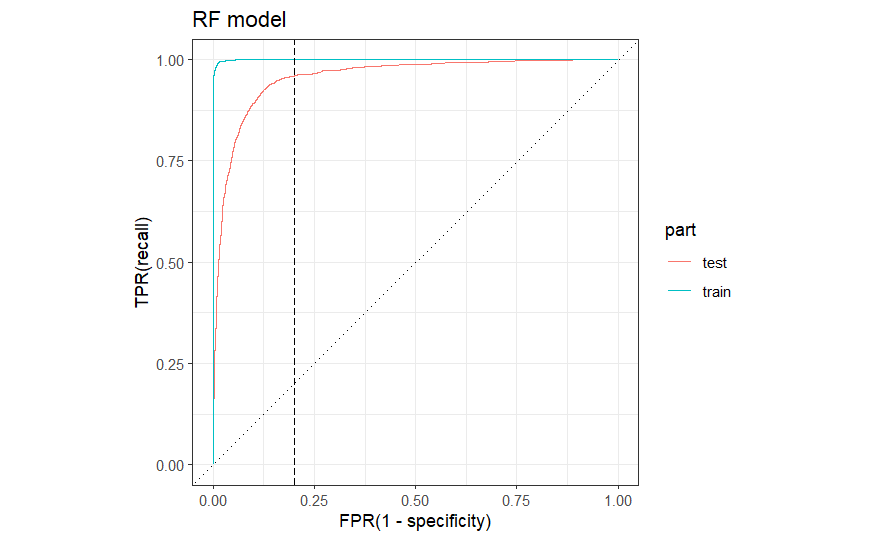 RF model
1.00
0.75
0.50
0.25
0.00
TPR(recall)
0.00 0.25 0.50 0.75 1.00
FPR(1 - specificity)
part
test
train